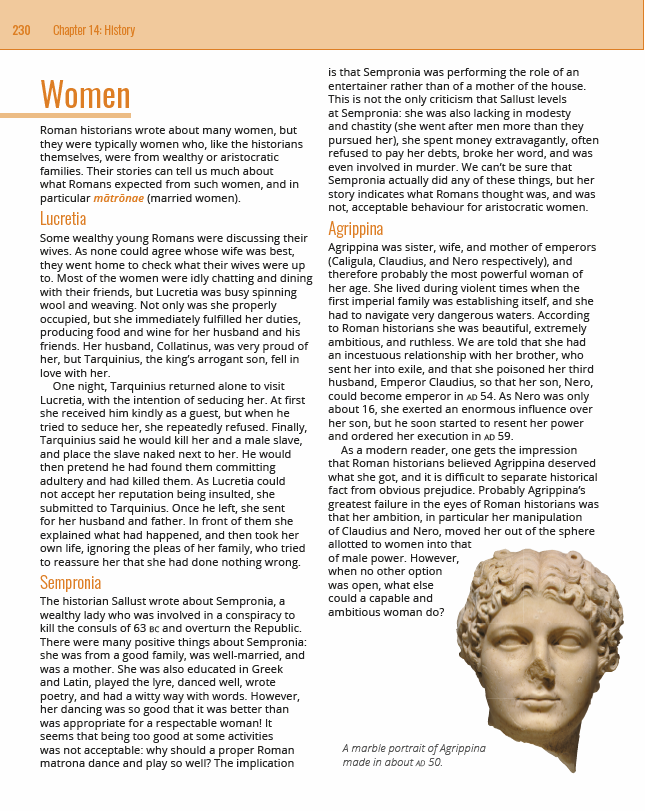 230 Chapter 14: History
Women
Roman historians wrote about many women, but
they were typically women who, like the historians
themselves, were from wealthy or aristocratic
families. Their stories can tell us much about
what Romans expected from such women, and in
particular mātrōnae (married women).
Lucretia
Some wealthy young Romans were discussing their
wives. As none could agree whose wife was best,
they went home to check what their wives were up
to. Most of the women were idly chatting and dining
with their friends, but Lucretia was busy spinning
wool and weaving. Not only was she properly
occupied, but she immediately fulfilled her duties,
producing food and wine for her husband and his
friends. Her husband, Collatinus, was very proud of
her, but Tarquinius, the king's arrogant son, fell in
love with her.
One night, Tarquinius returned alone to visit
Lucretia, with the intention of seducing her. At first
she received him kindly as a guest, but when he
tried to seduce her, she repeatedly refused. Finally,
Tarquinius said he would kill her and a male slave,
and place the slave naked next to her. He would
then pretend he had found them committing
adultery and had killed them. As Lucretia could
not accept her reputation being insulted, she
submitted to Tarquinius. Once he left, she sent
for her husband and father. In front of them she
explained what had happened, and then took her
own life, ignoring the pleas of her family, who tried
to reassure her that she had done nothing wrong.
Sempronia
The historian Sallust wrote about Sempronia, a
wealthy lady who was involved in a conspiracy to
kill the consuls of 63 BC and overturn the Republic.
There were many positive things about Sempronia:
she was from a good family, was well-married, and
was a mother. She was also educated in Greek
and Latin, played the lyre, danced well, wrote
poetry, and had a witty way with words. However,
her dancing was so good that it was better than
was appropriate for a respectable woman! It
seems that being too good at some activities
was not acceptable: why should a proper Roman
matrona dance and play so well? The implication
is that Sempronia was performing the role of an
entertainer rather than of a mother of the house.
This is not the only criticism that Sallust levels
at Sempronia: she was also lacking in modesty
and chastity (she went after men more than they
pursued her), she spent money extravagantly, often
refused to pay her debts, broke her word, and was
even involved in murder. We can't be sure that
Sempronia actually did any of these things, but her
story indicates what Romans thought was, and was
not, acceptable behaviour for aristocratic women.
Agrippina
Agrippina was sister, wife, and mother of emperors
(Caligula, Claudius, and Nero respectively), and
therefore probably the most powerful woman of
her age. She lived during violent times when the
first imperial family was establishing itself, and she
had to navigate very dangerous waters. According
to Roman historians she was beautiful, extremely
ambitious, and ruthless. We are told that she had
an incestuous relationship with her brother, who
sent her into exile, and that she poisoned her third
husband, Emperor Claudius, so that her son, Nero,
could become emperor in AD 54. As Nero was only
about 16, she exerted an enormous influence over
her son, but he soon started to resent her power
and ordered her execution in AD 59.
As a modern reader, one gets the impression
that Roman historians believed Agrippina deserved
what she got, and it is difficult to separate historical
fact from obvious prejudice. Probably Agrippina's
greatest failure in the eyes of Roman historians was
that her ambition, in particular her manipulation
of Claudius and Nero, moved her out of the sphere
allotted to women into that
of male power. However,
when no other option
was open, what else
could a capable and
ambitious woman do?
A marble portrait of Agrippina
made in about AD 50.